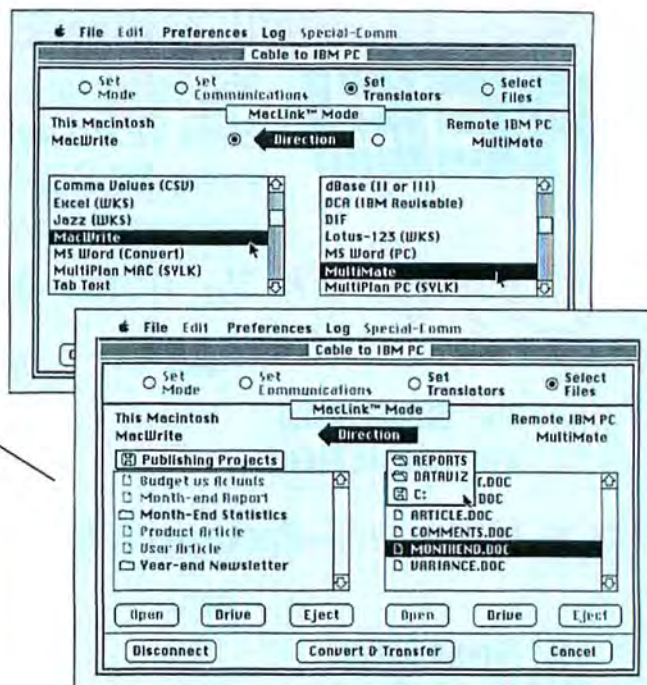 File Edit Preferences Log Special-Comm
Cable to IBM PC
Set Mode Set Communications Set Translators Select Files
MacLink™ Mode
This Macintosh Remote IBM PC
MacWrite Direction MultiMate
Comma Values (CSV)
Excel (WKS)
Jazz (WKS)
MacWrite
MS Word (Convert)
MultiPlan MAC (SYLK)
Tab Text
dBase (II or III)
DCA (IBM Revisable)
DIF
Lotus-123 (WKS)
MS Word (PC)
MultiMate
MultiPlan PC (SYLK)
File Edit Preferences Log Special-Comm
Cable to IBM PC
Set Mode Set Communications Set Translators Select Files
MacLink™ Mode
This Macintosh Remote IBM PC
MacWrite Direction MultiMate
Publishing Projects
Budget vs Actuals
Month-end Report
Month-End Statistics
Product Article
User Article
Year-end Newsletter
REPORTS
DATAVIZ
C:
.DOC
ARTICLE.DOC
COMMENTS.DOC
MONTHEND.DOC
VARIANCE.DOC
Open Drive Eject Open Drive Eject
Disconnect Convert & Transfer Cancel